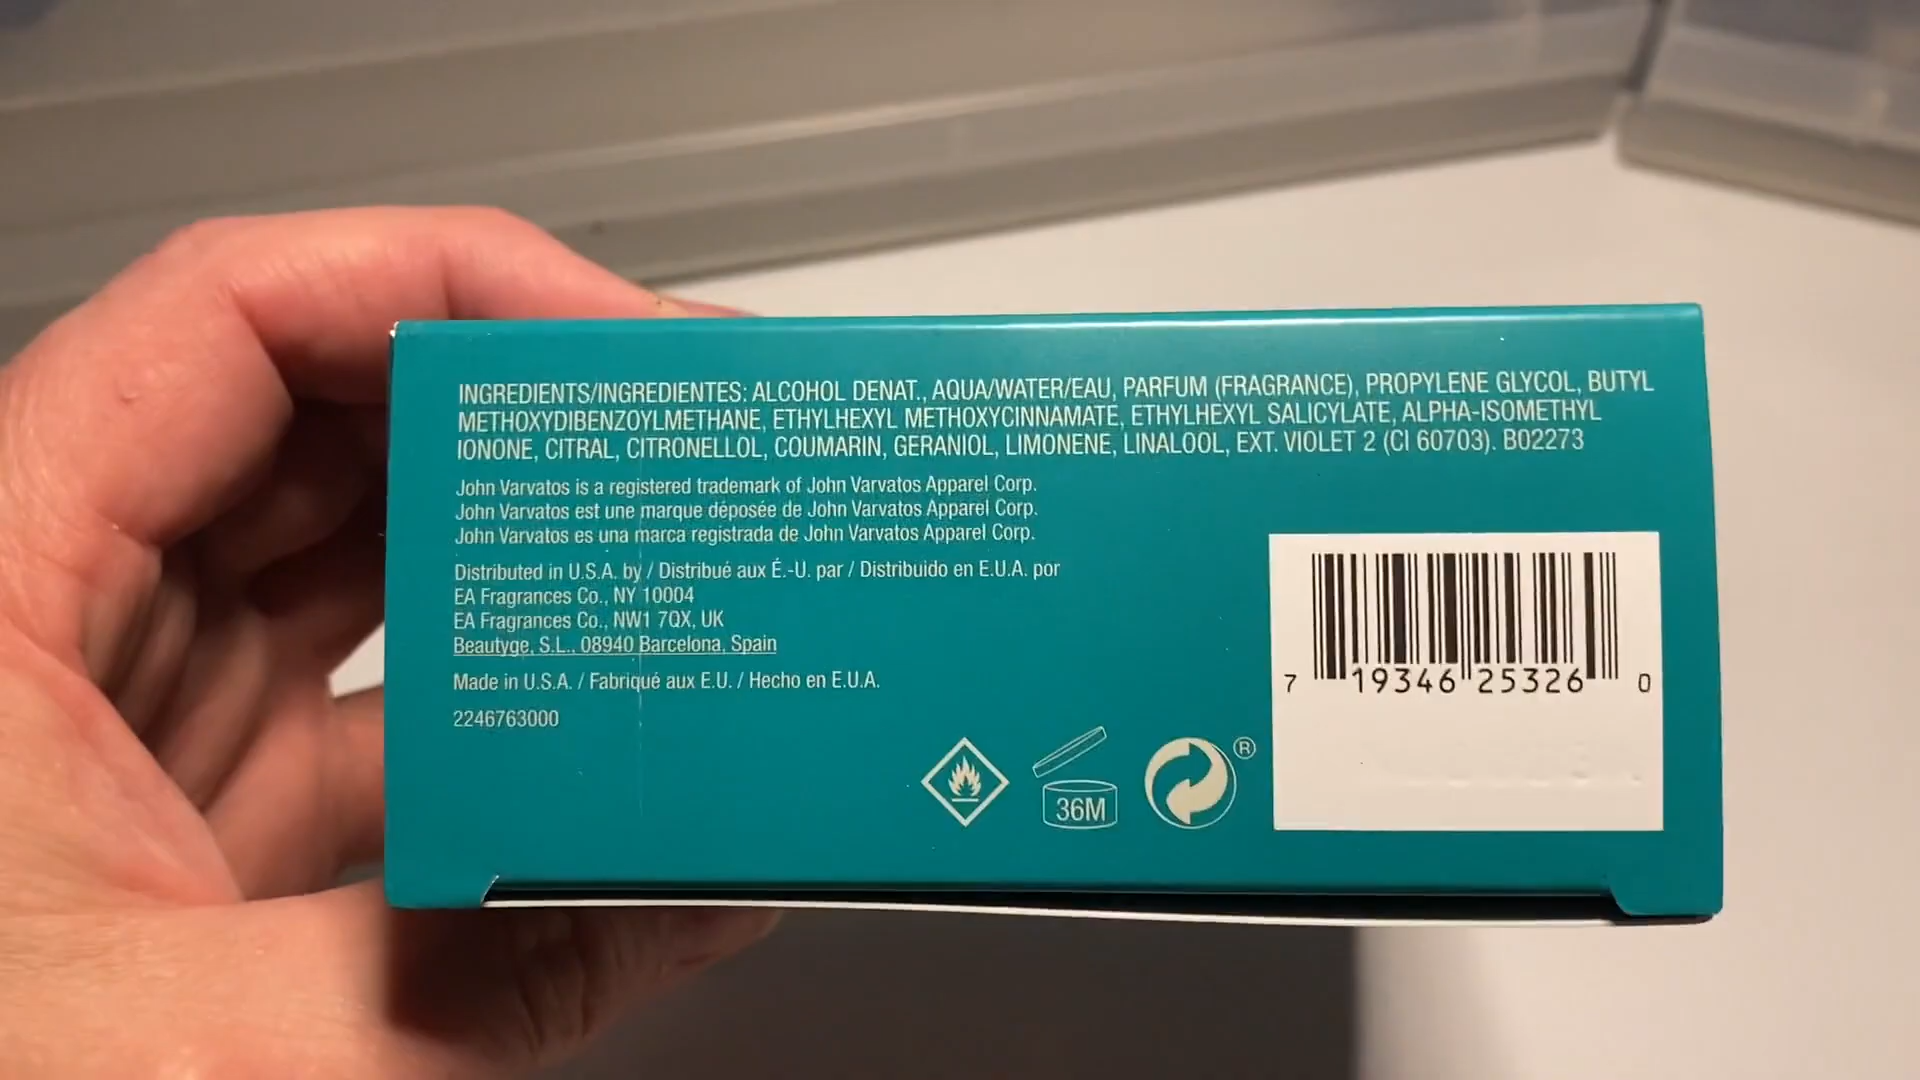 INGREDIENTS/INGREDIENTES: ALCOHOL DENAT., AQUA/WATER/EAU, PARFUM (FRAGRANCE), PROPYLENE GLYCOL, BUTYL
METHOXYDIBENZOYLMETHANE, ETHYLHEXYL METHOXYCINNAMATE, ETHYLHEXYL SALICYLATE, ALPHA-ISOMETHYL
IONONE, CITRAL, CITRONELLOL, COUMARIN, GERANIOL, LIMONENE, LINALOOL, EXT. VIOLET 2 (CI 60703). B02273
John Varvatos is a registered trademark of John Varvatos Apparel Corp.
John Varvatos est une marque déposée de John Varvatos Apparel Corp.
John Varvatos es una marca registrada de John Varvatos Apparel Corp.
Distributed in U.S.A. by / Distribué aux É.-U. par / Distribuido en E.U.A. por
EA Fragrances Co., NY 10004
EA Fragrances Co., NW1 7QX, UK
Beautyge, S.L., 08940 Barcelona, Spain
Made in U.S.A. / Fabriqué aux E.U. / Hecho en E.U.A.
2246763000
36M
®
7 19346 25326 0